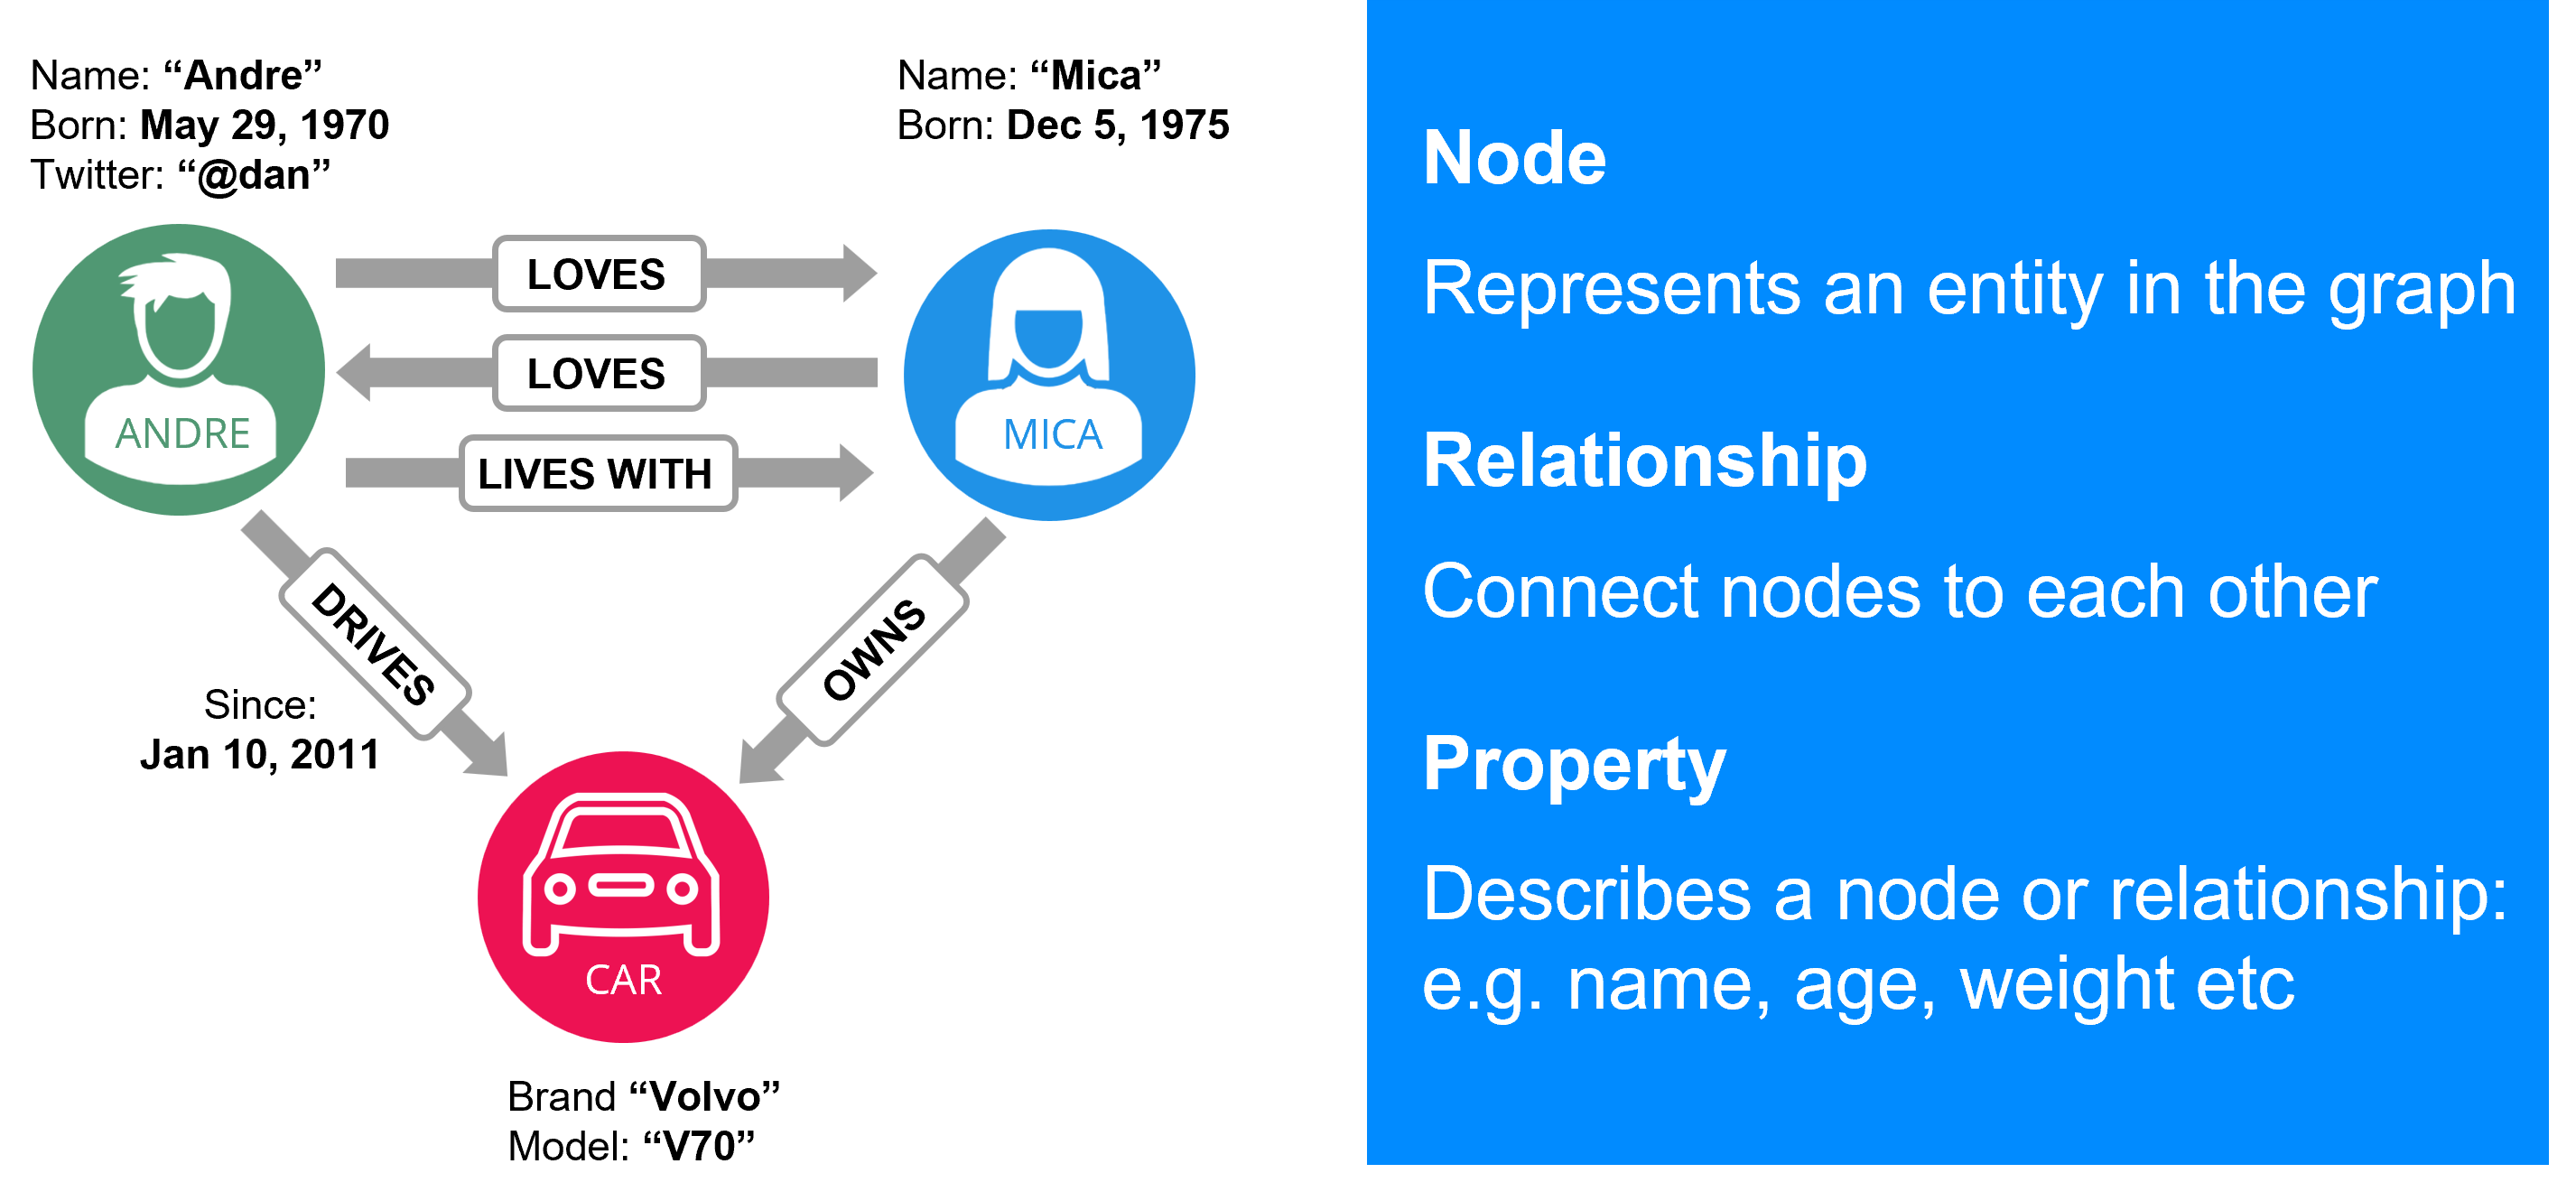 Name: “Andre”
Born: May 29, 1970
Twitter: “@dan”
Name: “Mica”
Born: Dec 5, 1975
LOVES
LOVES
LIVES WITH
ANDRE
MICA
DRIVES
OWNS
Since:
Jan 10, 2011
CAR
Brand “Volvo”
Model: “V70”
Node
Represents an entity in the graph
Relationship
Connect nodes to each other
Property
Describes a node or relationship:
e.g. name, age, weight etc